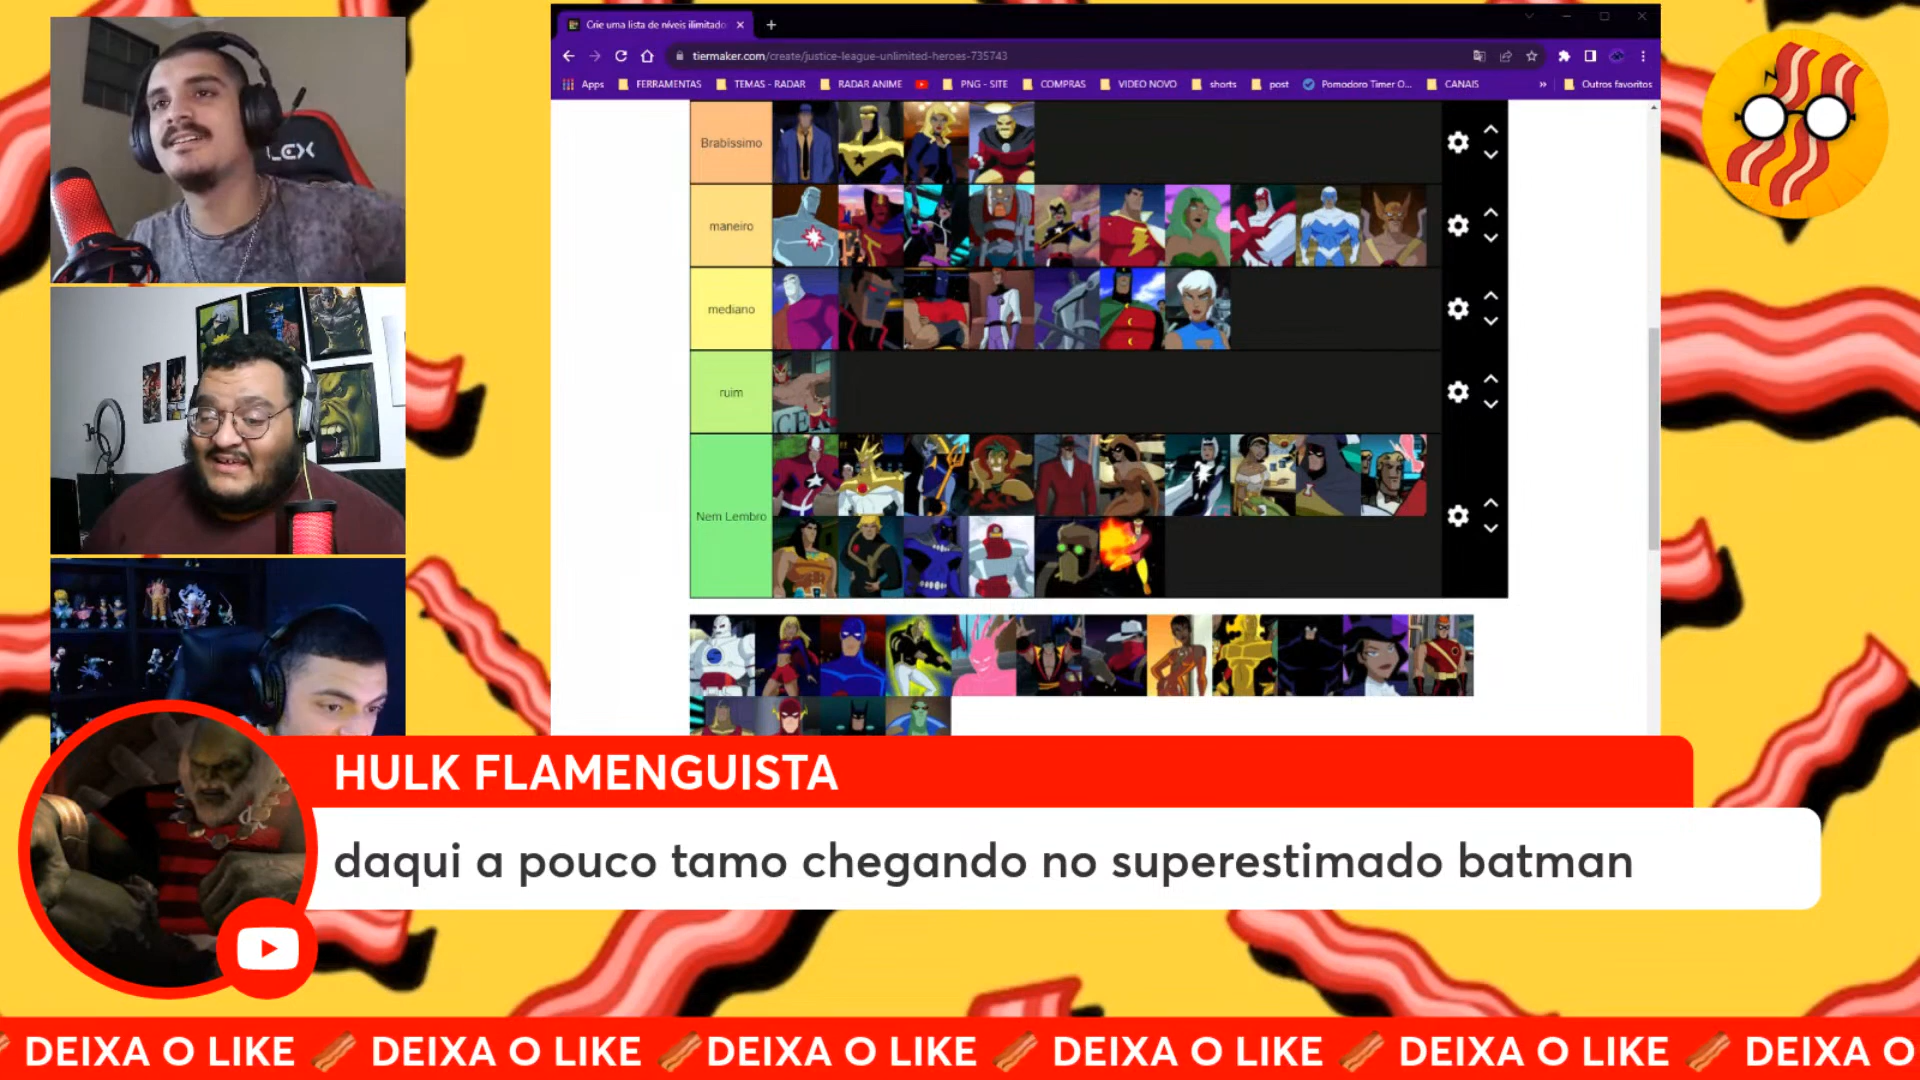 Crie uma lista de níveis ilimitado
tiermaker.com/create/justice-league-unlimited-heroes-735743
Apps FERRAMENTAS TEMAS - RADAR RADAR ANIME PNG - SITE COMPRAS VIDEO NOVO shorts post Pomodoro Timer O... CANAIS » Outros favoritos
LEX
Brabíssimo
maneiro
mediano
ruim
CE
Nem Lembro
HULK FLAMENGUISTA
daqui a pouco tamo chegando no superestimado batman
DEIXA O LIKE DEIXA O LIKE DEIXA O LIKE DEIXA O LIKE DEIXA O LIKE DEIXA O